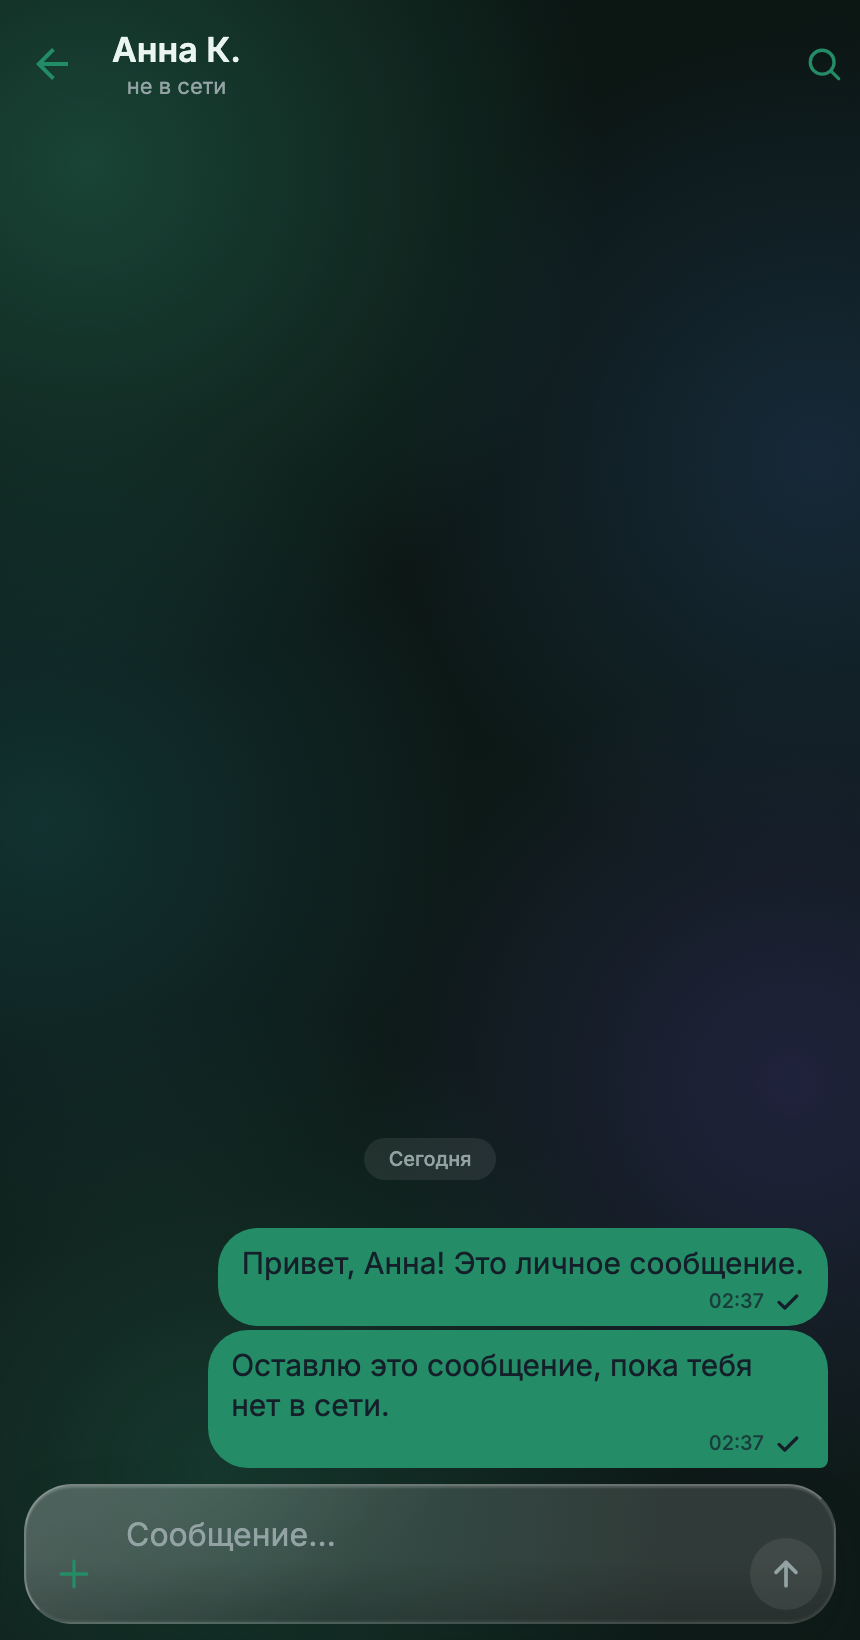 Анна К.
не в сети
Сегодня
Привет, Анна! Это личное сообщение.
02:37
Оставлю это сообщение, пока тебя
нет в сети.
02:37
Сообщение...